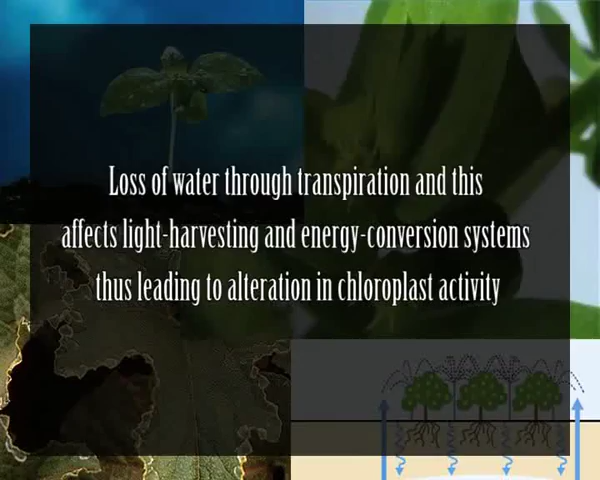 Loss of water through transpiration and this
affects light-harvesting and energy-conversion systems
thus leading to alteration in chloroplast activity